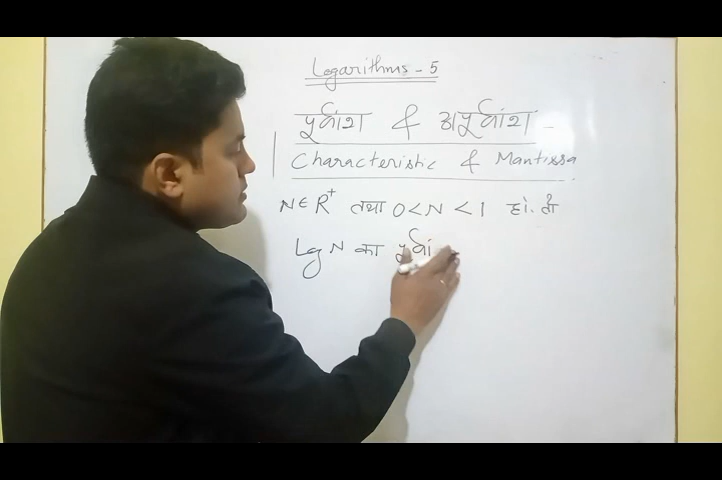 Logarithms - 5
पूर्णांश & अपूर्णांश -
Characteristic & Mantissa
N ∈ R⁺ तथा 0 < N < 1 हो. तो
Log N का पूर्णां